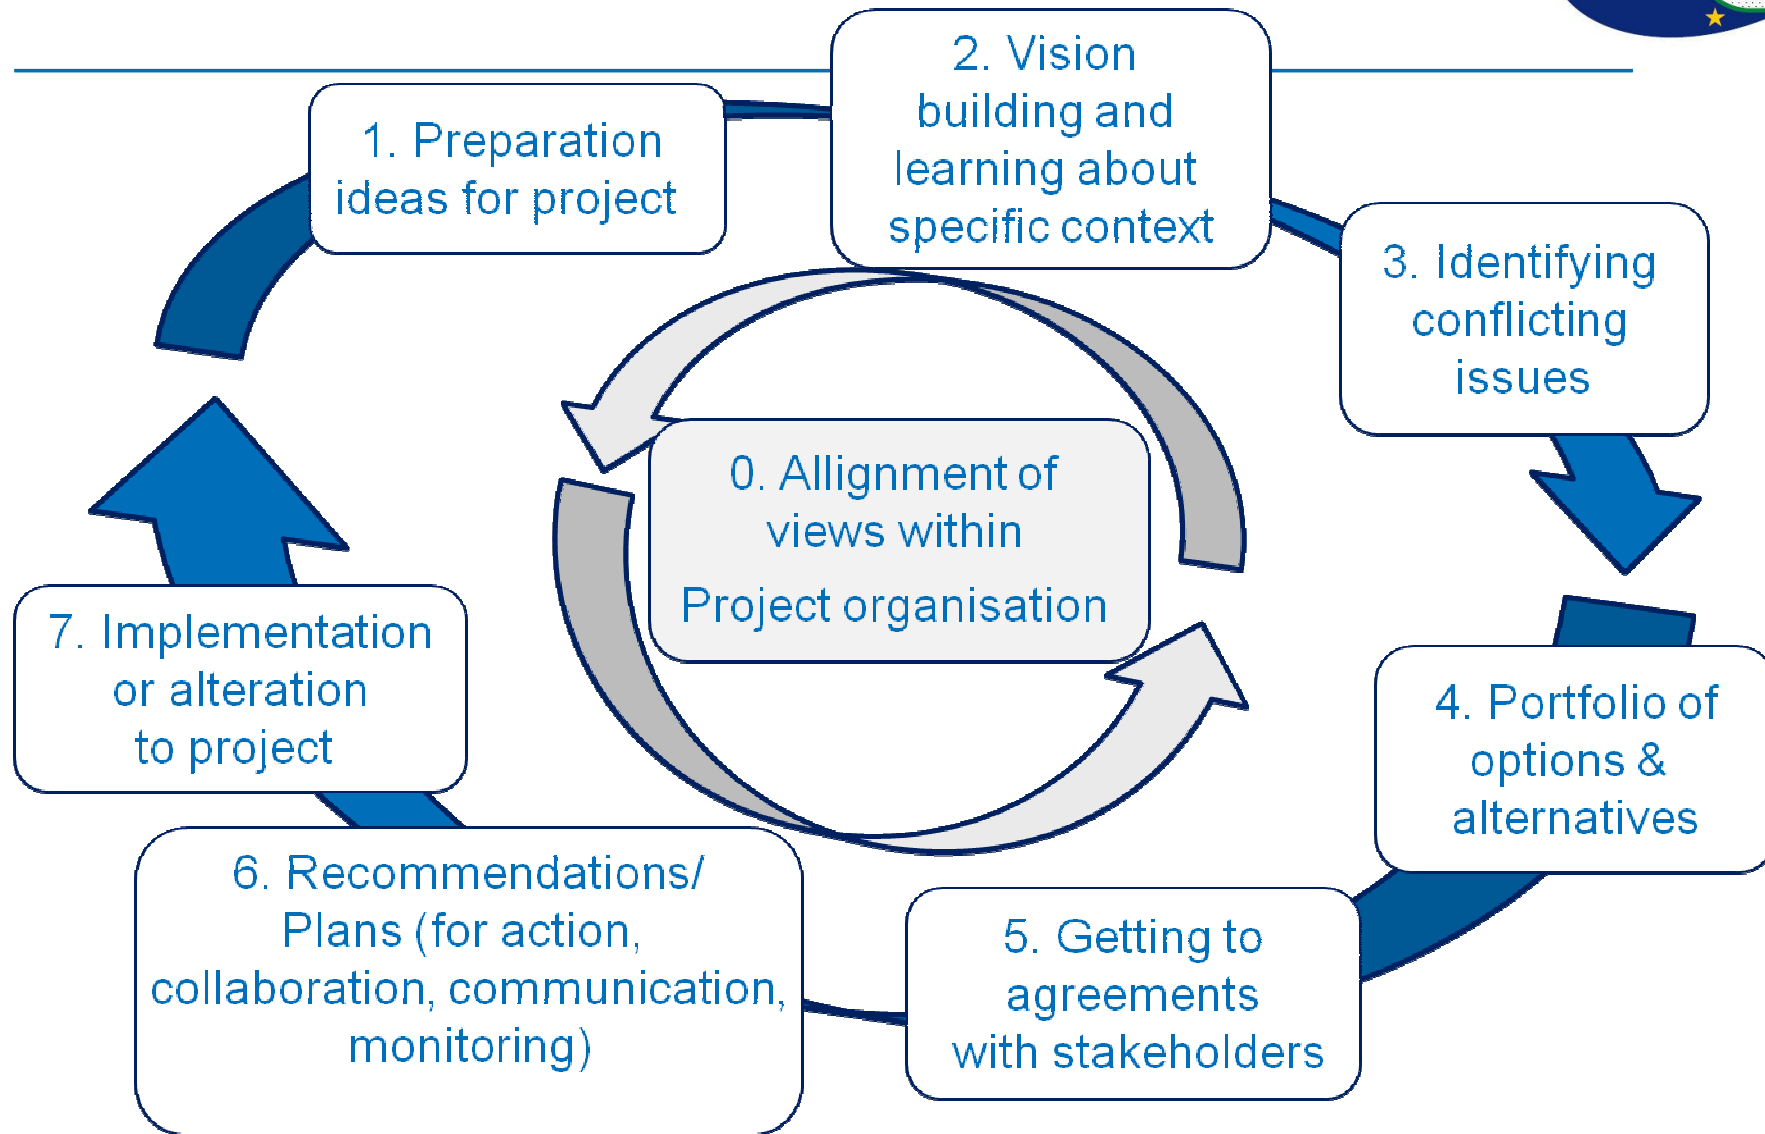 1. Preparation
ideas for project
2. Vision
building and
learning about
specific context
3. Identifying
conflicting
issues
0. Allignment of
views within
Project organisation
4. Portfolio of
options &
alternatives
5. Getting to
agreements
with stakeholders
6. Recommendations/
Plans (for action,
collaboration, communication,
monitoring)
7. Implementation
or alteration
to project